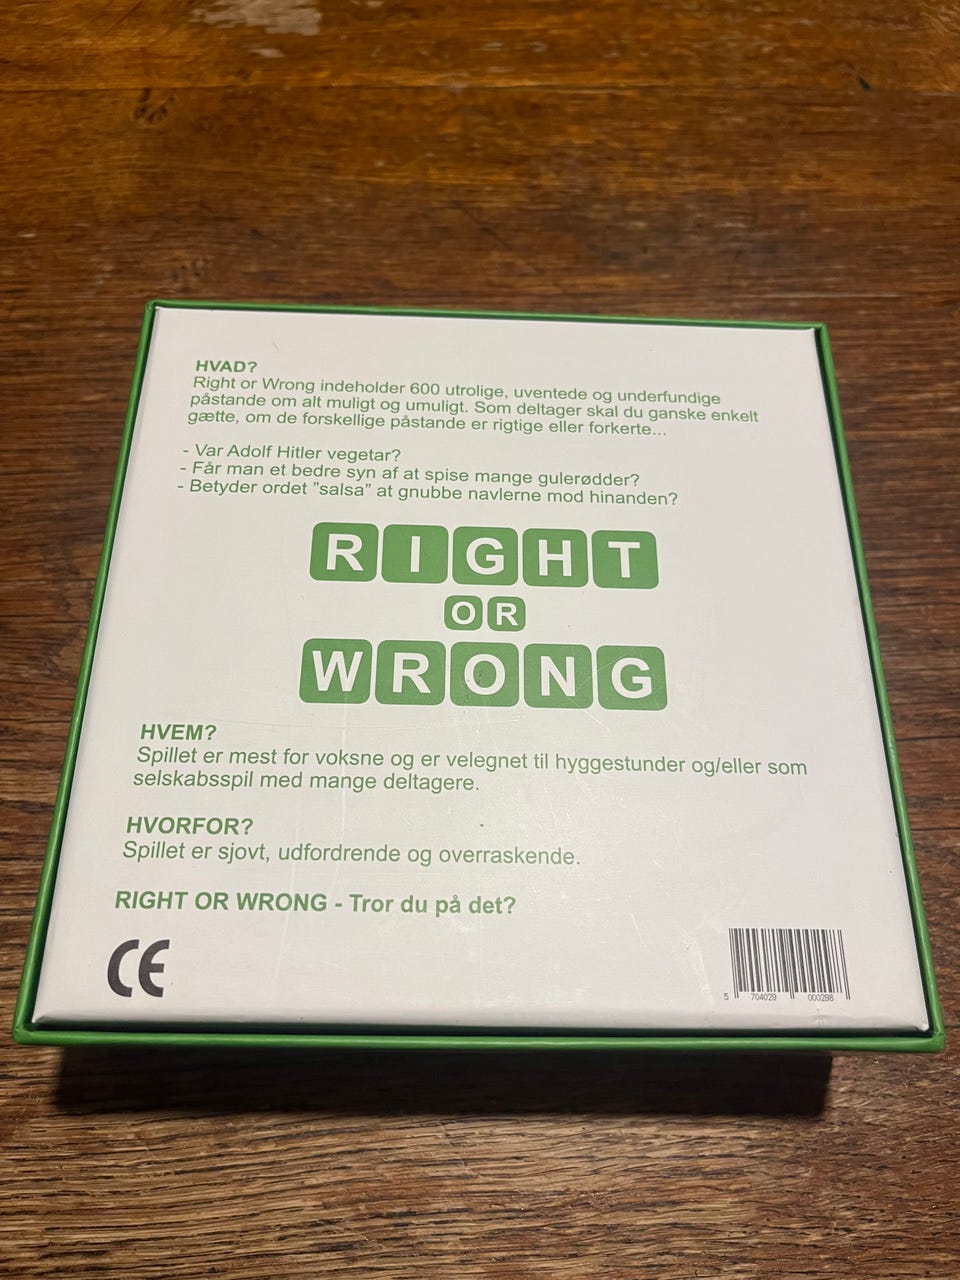 HVAD?
Right or Wrong indeholder 600 utrolige, uventede og underfundige
påstande om alt muligt og umuligt. Som deltager skal du ganske enkelt
gætte, om de forskellige påstande er rigtige eller forkerte...
- Var Adolf Hitler vegetar?
- Får man et bedre syn af at spise mange gulerødder?
- Betyder ordet ”salsa” at gnubbe navlerne mod hinanden?
RIGHT
OR
WRONG
HVEM?
Spillet er mest for voksne og er velegnet til hyggestunder og/eller som
selskabsspil med mange deltagere.
HVORFOR?
Spillet er sjovt, udfordrende og overraskende.
RIGHT OR WRONG - Tror du på det?
CE
5 704029 000298